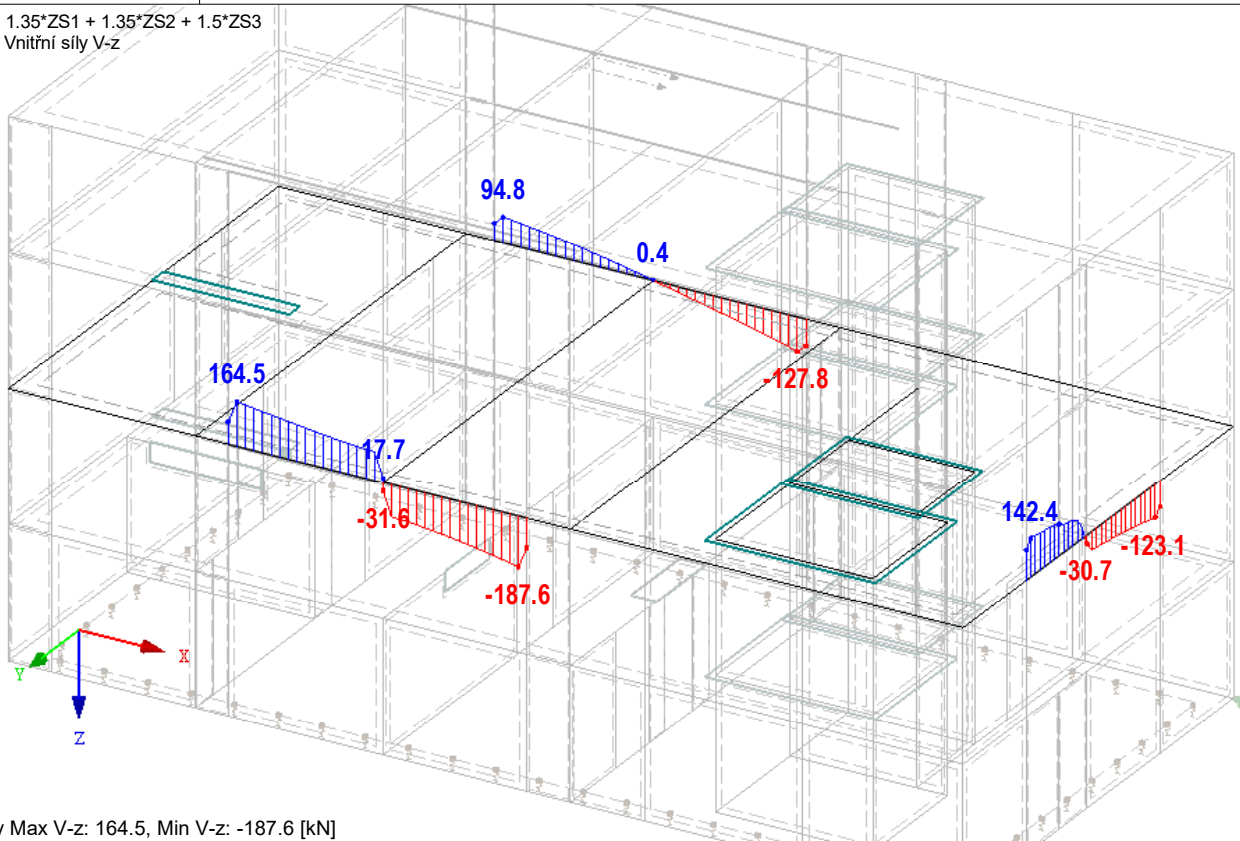 1.35*ZS1 + 1.35*ZS2 + 1.5*ZS3
Vnitřní síly V-z
94.8
0.4
-127.8
164.5
17.7
-31.6
-187.6
142.4
-123.1
-30.7
X
Y
Z
y Max V-z: 164.5, Min V-z: -187.6 [kN]